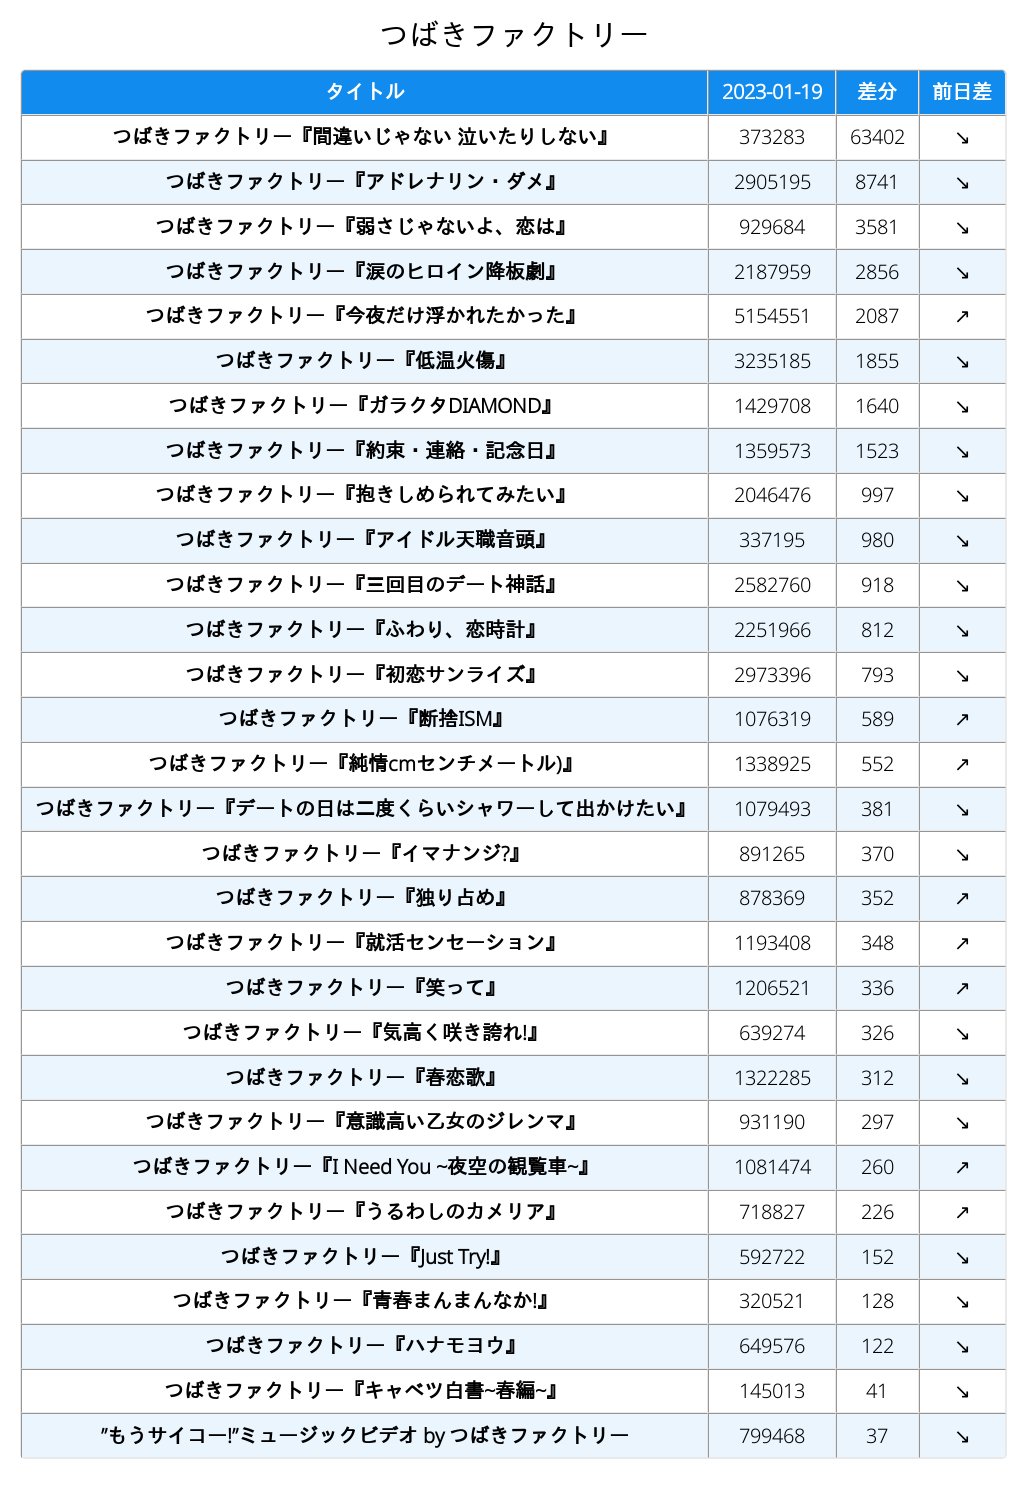 つばきファクトリー
タイトル 2023-01-19 差分 前日差
つばきファクトリー『間違いじゃない 泣いたりしない』 373283 63402 ↘
つばきファクトリー『アドレナリン・ダメ』 2905195 8741 ↘
つばきファクトリー『弱さじゃないよ、恋は』 929684 3581 ↘
つばきファクトリー『涙のヒロイン降板劇』 2187959 2856 ↘
つばきファクトリー『今夜だけ浮かれたかった』 5154551 2087 ↗
つばきファクトリー『低温火傷』 3235185 1855 ↘
つばきファクトリー『ガラクタDIAMOND』 1429708 1640 ↘
つばきファクトリー『約束・連絡・記念日』 1359573 1523 ↘
つばきファクトリー『抱きしめられてみたい』 2046476 997 ↘
つばきファクトリー『アイドル天職音頭』 337195 980 ↘
つばきファクトリー『三回目のデート神話』 2582760 918 ↘
つばきファクトリー『ふわり、恋時計』 2251966 812 ↘
つばきファクトリー『初恋サンライズ』 2973396 793 ↘
つばきファクトリー『断捨ISM』 1076319 589 ↗
つばきファクトリー『純情cmセンチメートル)』 1338925 552 ↗
つばきファクトリー『デートの日は二度くらいシャワーして出かけたい』 1079493 381 ↘
つばきファクトリー『イマナンジ?』 891265 370 ↘
つばきファクトリー『独り占め』 878369 352 ↗
つばきファクトリー『就活センセーション』 1193408 348 ↗
つばきファクトリー『笑って』 1206521 336 ↗
つばきファクトリー『気高く咲き誇れ!』 639274 326 ↘
つばきファクトリー『春恋歌』 1322285 312 ↘
つばきファクトリー『意識高い乙女のジレンマ』 931190 297 ↘
つばきファクトリー『I Need You ~夜空の観覧車~』 1081474 260 ↗
つばきファクトリー『うるわしのカメリア』 718827 226 ↗
つばきファクトリー『Just Try!』 592722 152 ↘
つばきファクトリー『青春まんまんなか!』 320521 128 ↘
つばきファクトリー『ハナモヨウ』 649576 122 ↘
つばきファクトリー『キャベツ白書~春編~』 145013 41 ↘
”もうサイコー!”ミュージックビデオ by つばきファクトリー 799468 37 ↘